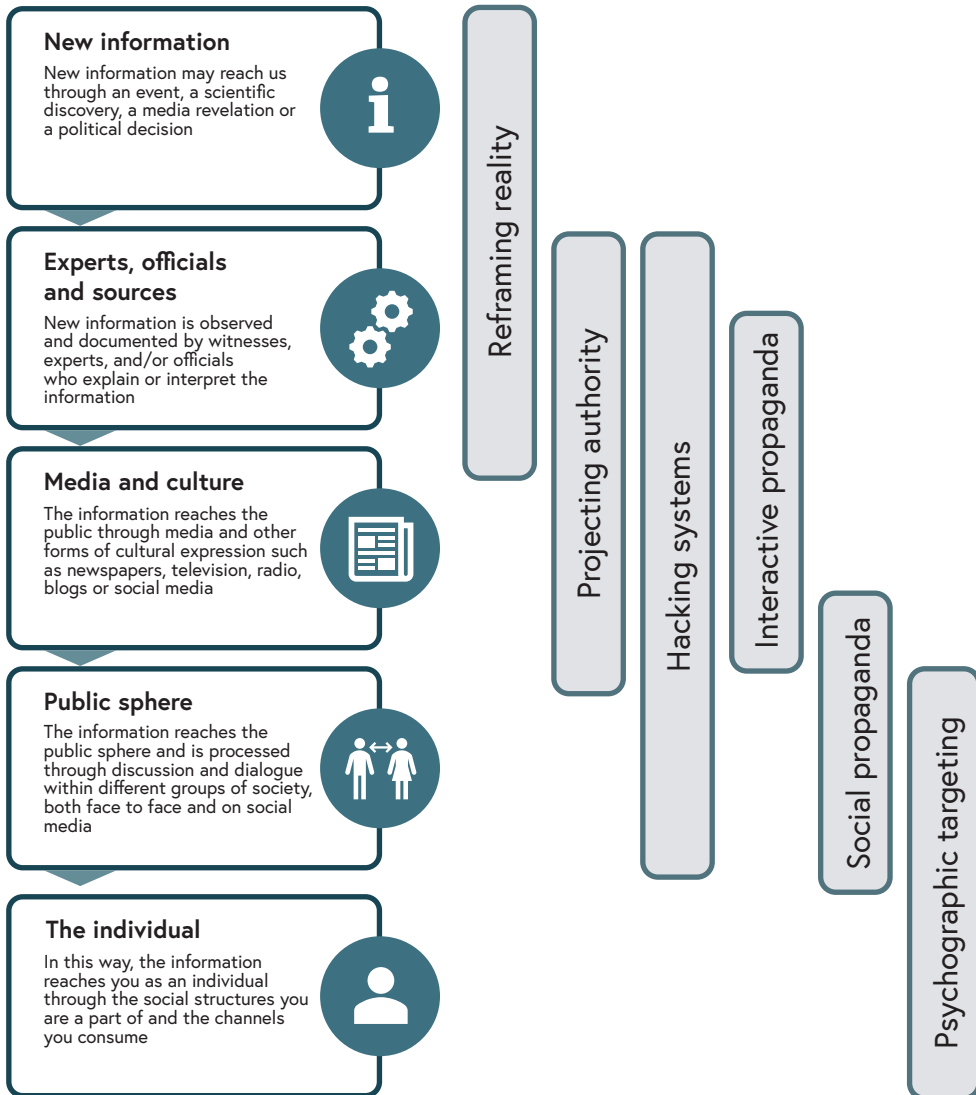 New information
New information may reach us
through an event, a scientific
discovery, a media revelation or
a political decision
Experts, officials
and sources
New information is observed
and documented by witnesses,
experts, and/or officials
who explain or interpret the
information
Media and culture
The information reaches the
public through media and other
forms of cultural expression such
as newspapers, television, radio,
blogs or social media
Public sphere
The information reaches the
public sphere and is processed
through discussion and dialogue
within different groups of society,
both face to face and on social
media
The individual
In this way, the information
reaches you as an individual
through the social structures you
are a part of and the channels
you consume
Reframing reality
Projecting authority
Hacking systems
Interactive propaganda
Social propaganda
Psychographic targeting